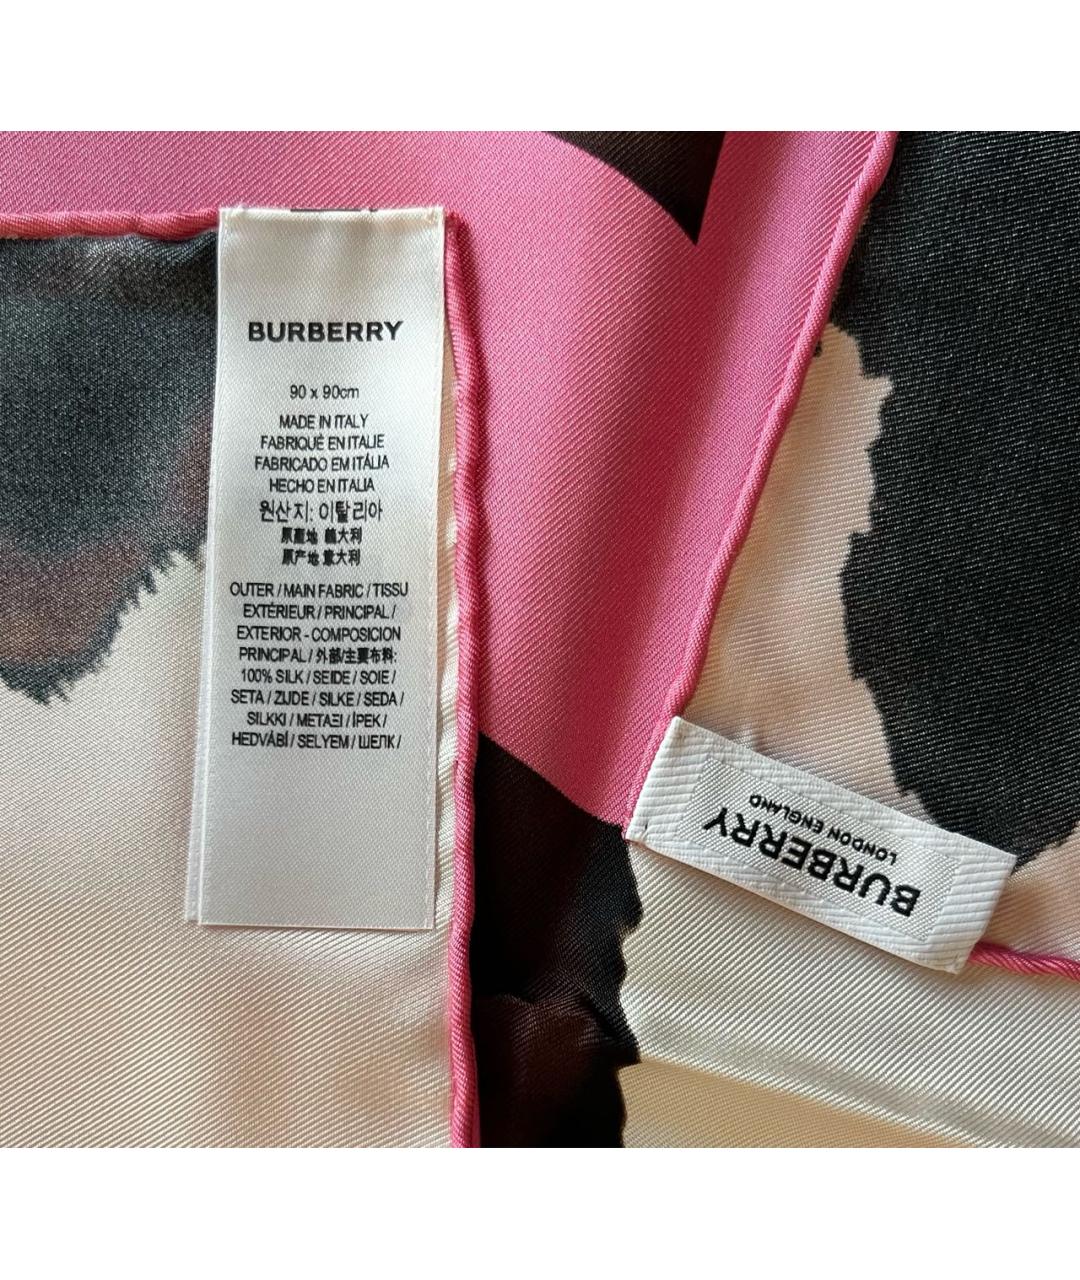 BURBERRY
90 x 90cm
MADE IN ITALY
FABRIQUÉ EN ITALIE
FABRICADO EM ITÁLIA
HECHO EN ITALIA
원산지: 이탈리아
原產地 義大利
原产地 意大利
OUTER / MAIN FABRIC / TISSU
EXTÉRIEUR / PRINCIPAL /
EXTERIOR - COMPOSICION
PRINCIPAL / 外部/主要布料:
100% SILK / SEIDE / SOIE /
SETA / ZIJDE / SILKE / SEDA /
SILKKI / ΜΕΤΑΞΙ / İPEK /
HEDVÁBÍ / SELYEM / ШЕЛК /
BURBERRY
LONDON ENGLAND